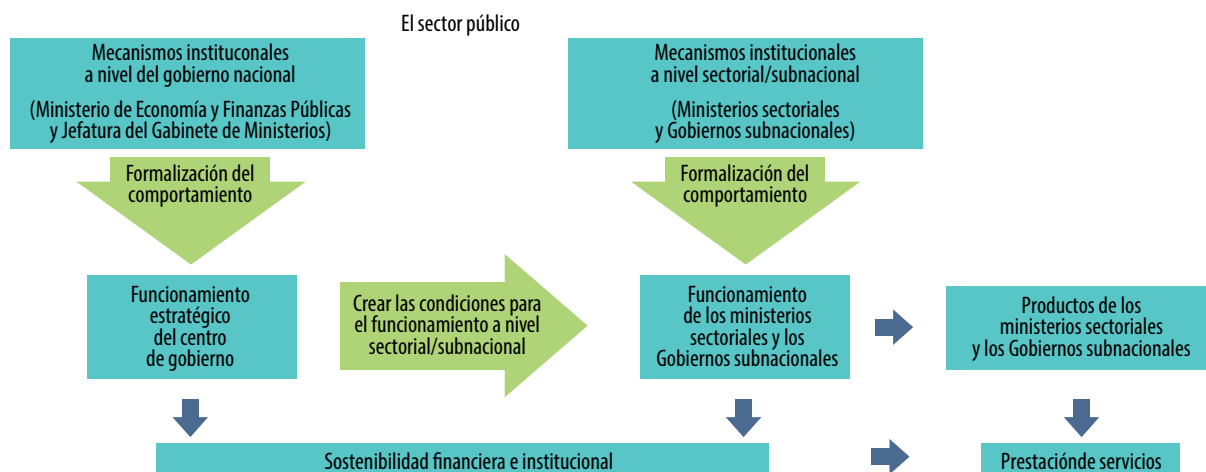 El sector público
Mecanismos instituconales
a nivel del gobierno nacional
(Ministerio de Economía y Finanzas Públicas
y Jefatura del Gabinete de Ministerios)
Mecanismos institucionales
a nivel sectorial/subnacional
(Ministerios sectoriales
y Gobiernos subnacionales)
Formalización del
comportamiento
Formalización del
comportamiento
Funcionamiento
estratégico
del centro
de gobierno
Crear las condiciones para
el funcionamiento a nivel
sectorial/subnacional
Funcionamiento
de los ministerios
sectoriales y los
Gobiernos subnacionales
Productos de los
ministerios sectoriales
y los Gobiernos subnacionales
Sostenibilidad financiera e institucional
Prestaciónde servicios